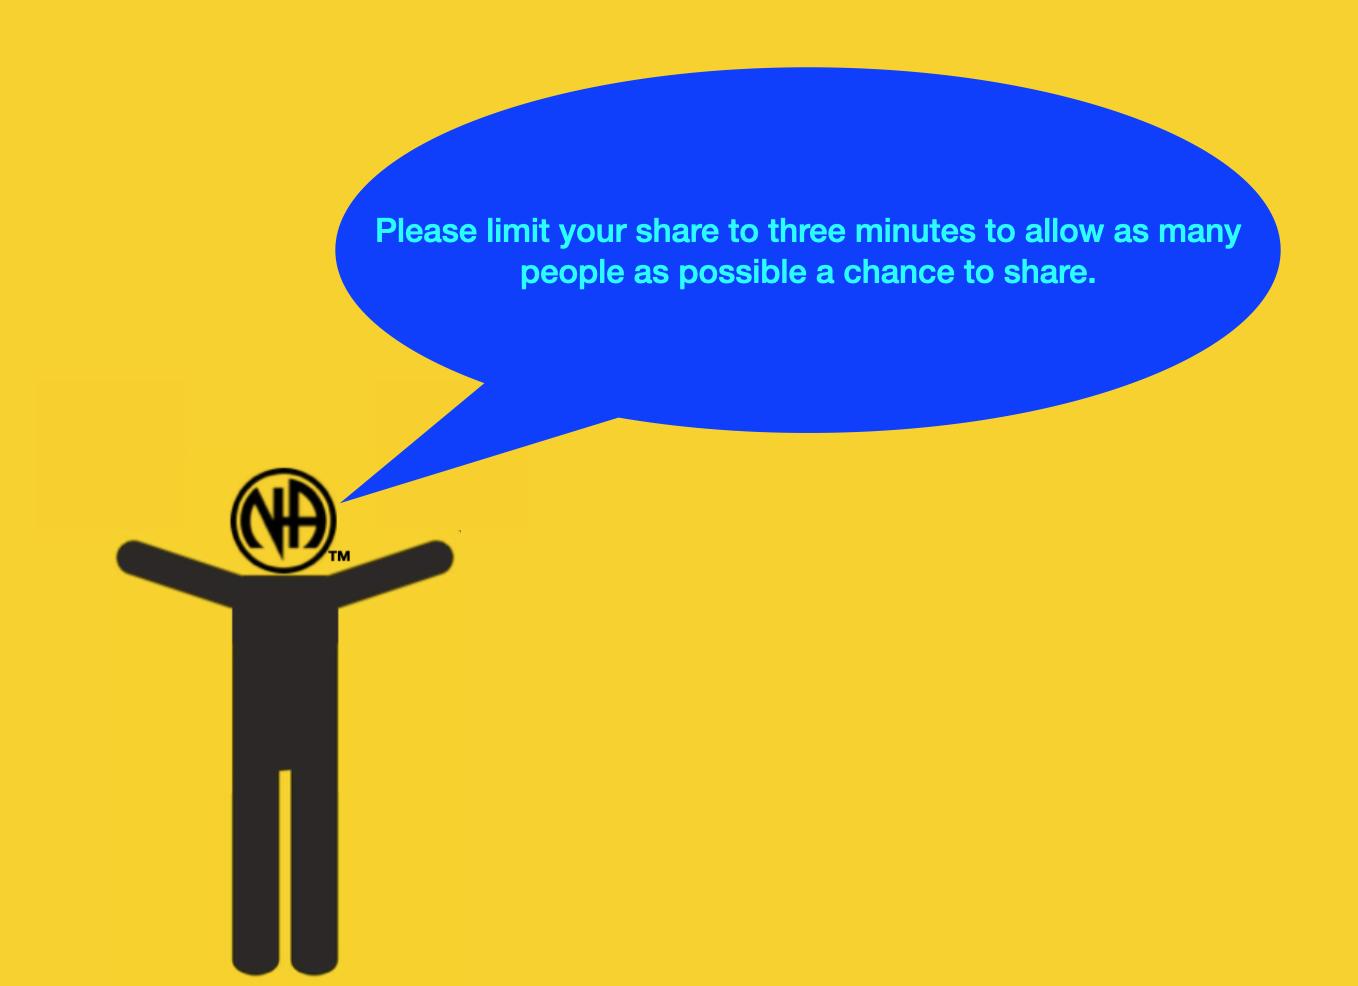 Please limit your share to three minutes to allow as many
people as possible a chance to share.
NA
TM